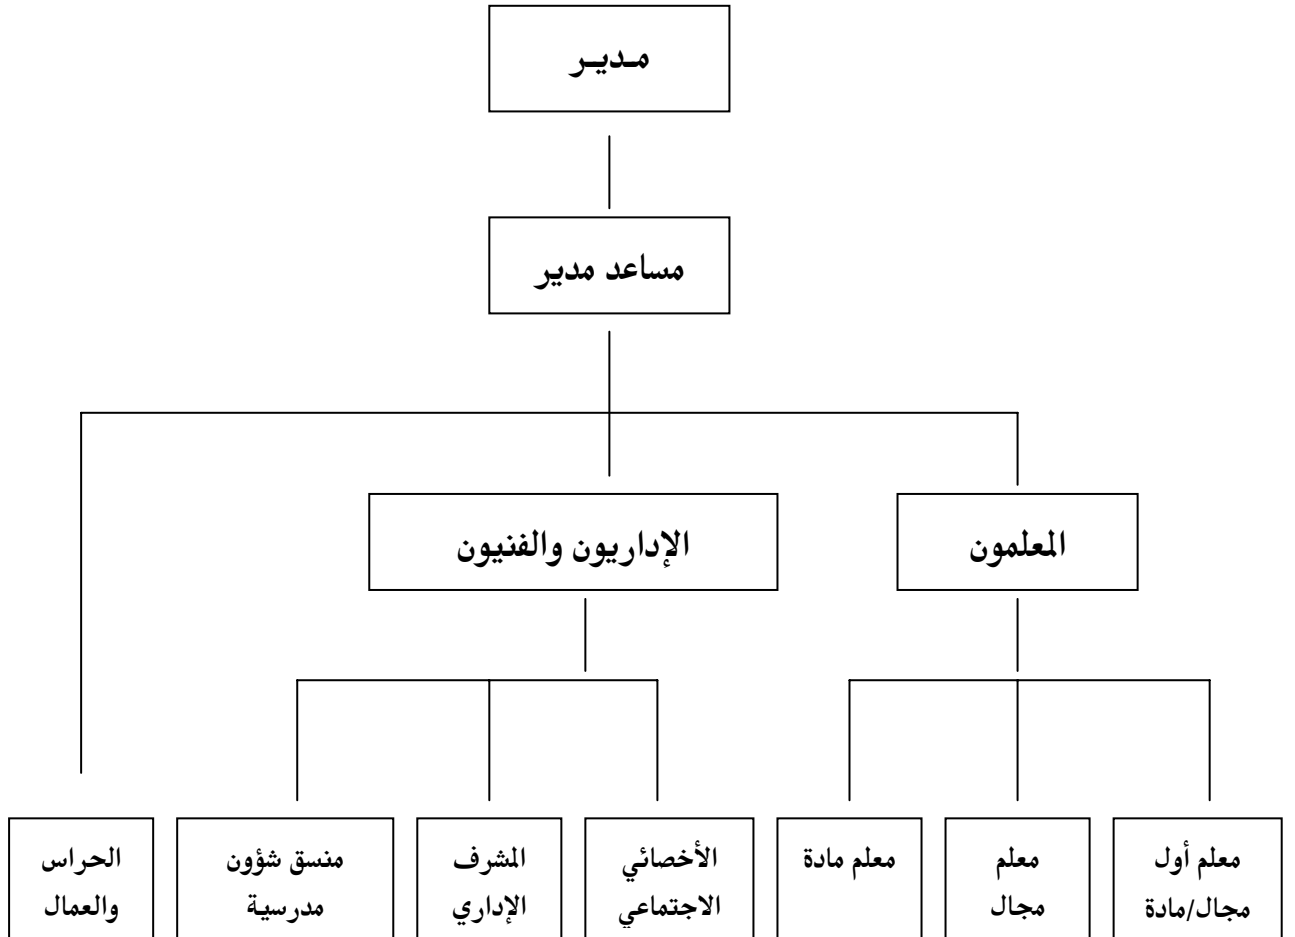 مـديـر
مساعد مدير
المعلمون
الإداريون والفنيون
معلم أول
مجال/مادة
معلم
مجال
معلم مادة
الأخصائي
الاجتماعي
المشرف
الإداري
منسق شؤون
مدرسية
الحراس
والعمال